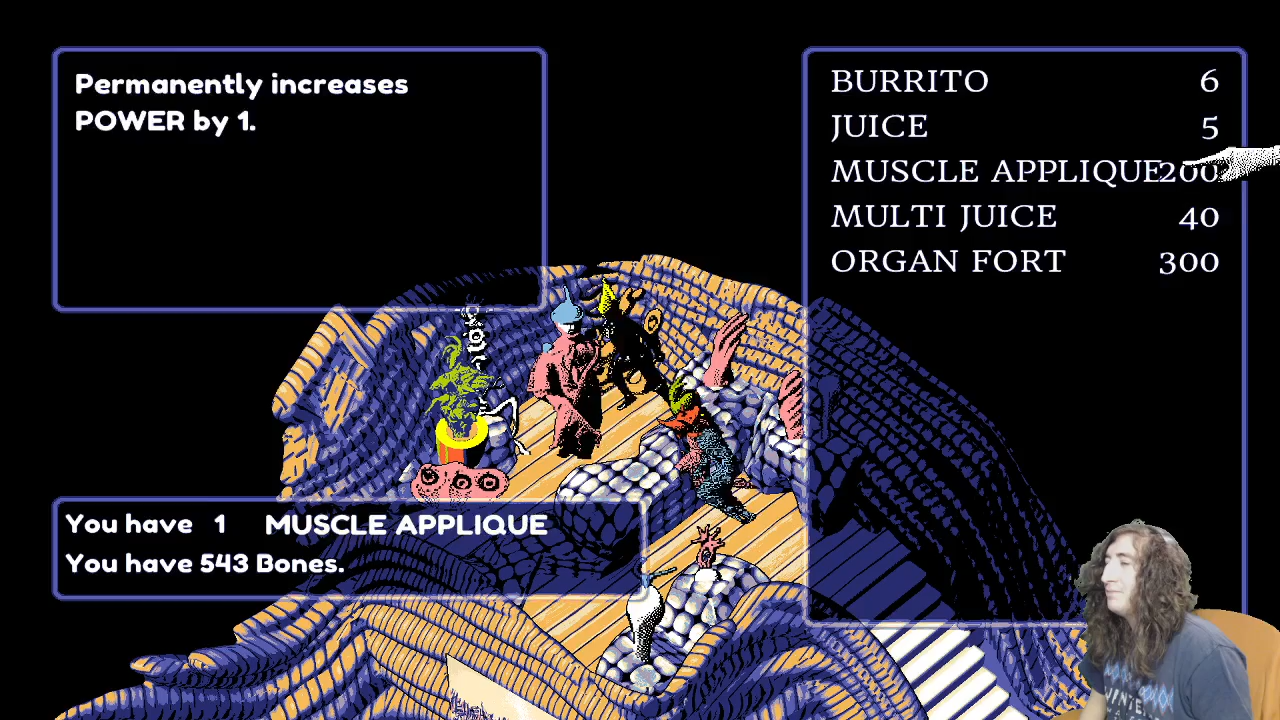 Permanently increases
POWER by 1.
BURRITO 6
JUICE 5
MUSCLE APPLIQUE 200
MULTI JUICE 40
ORGAN FORT 300
You have 1 MUSCLE APPLIQUE
You have 543 Bones.